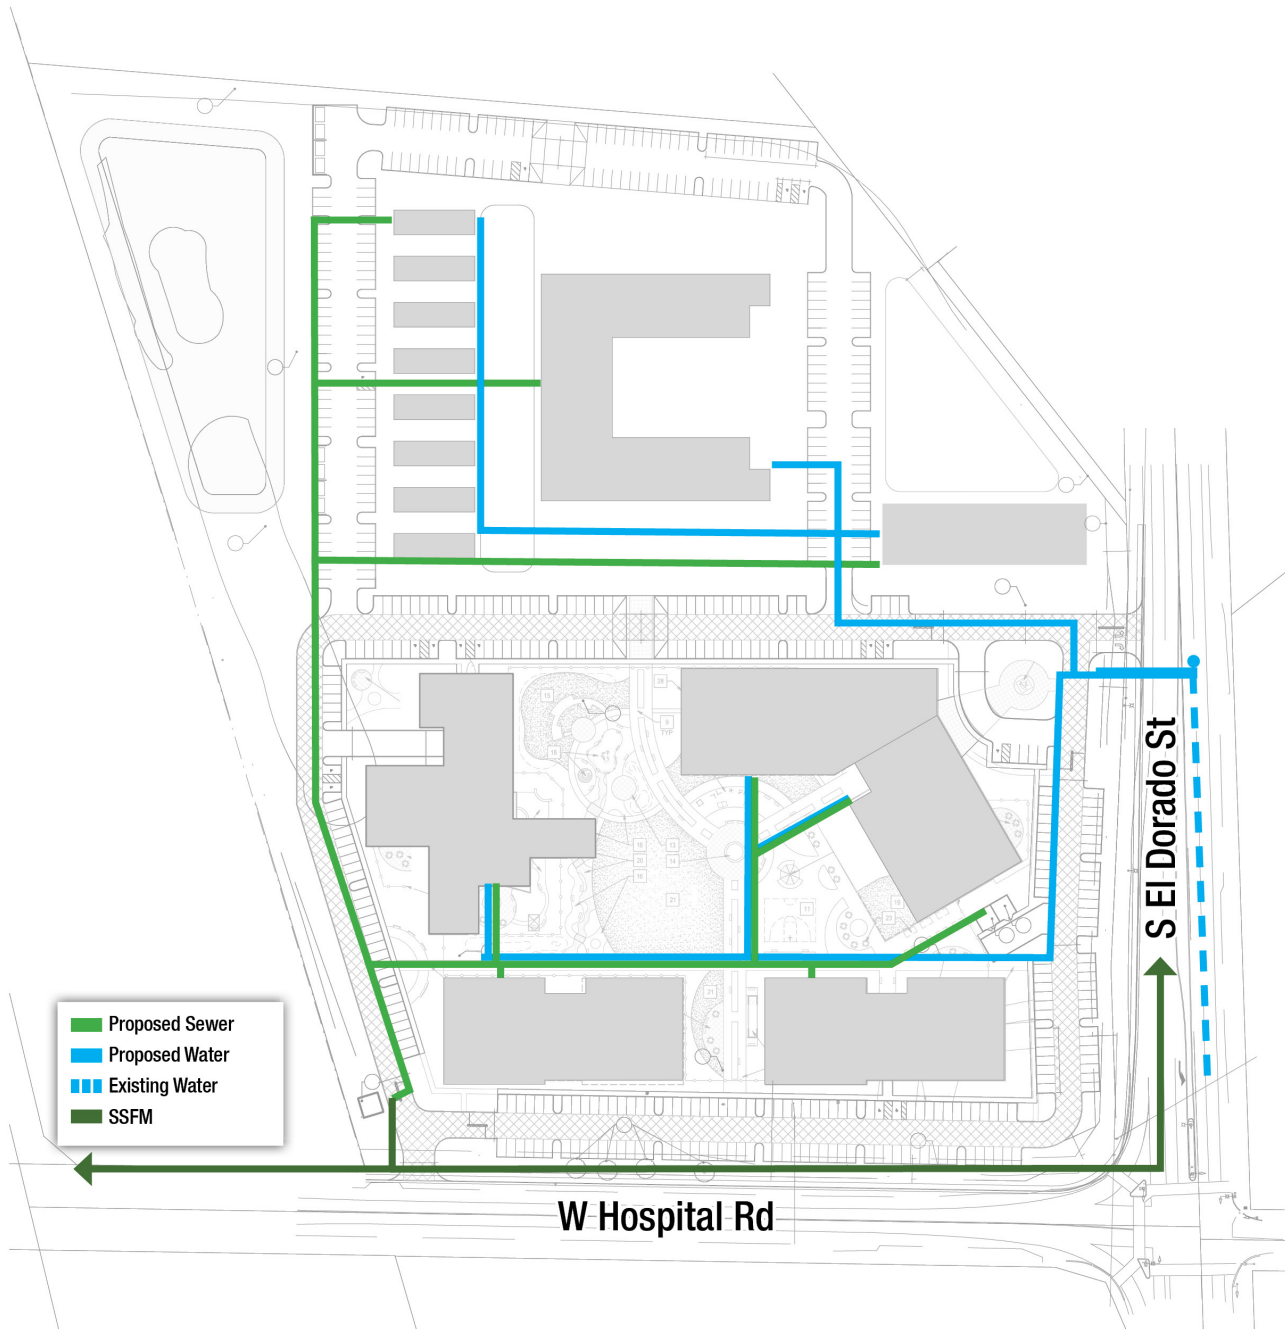 S El Dorado St
Proposed Sewer
Proposed Water
Existing Water
SSFM
W Hospital Rd